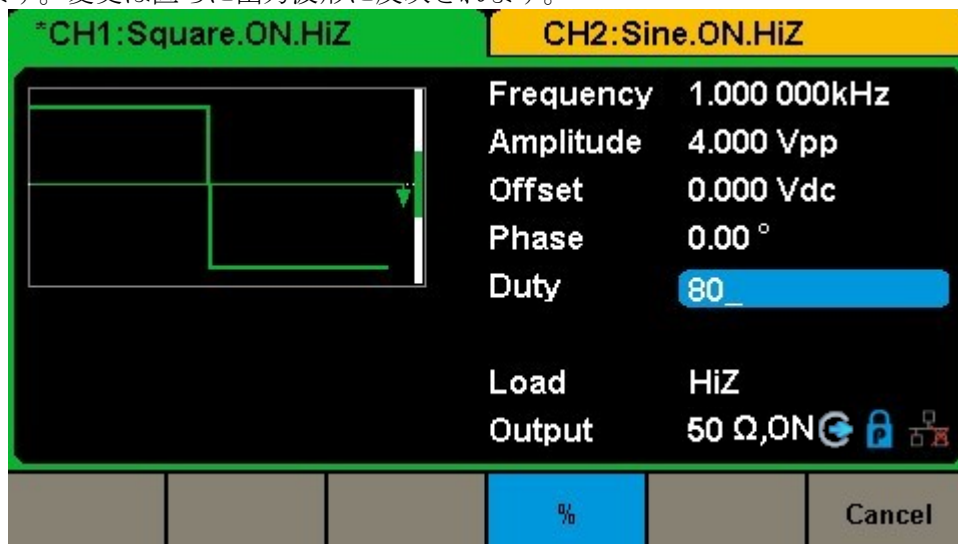 *CH1:Square.ON.HiZ
CH2:Sine.ON.HiZ
Frequency 1.000 000kHz
Amplitude 4.000 Vpp
Offset 0.000 Vdc
Phase 0.00 °
Duty 80_
Load HiZ
Output 50 Ω,ON
% Cancel